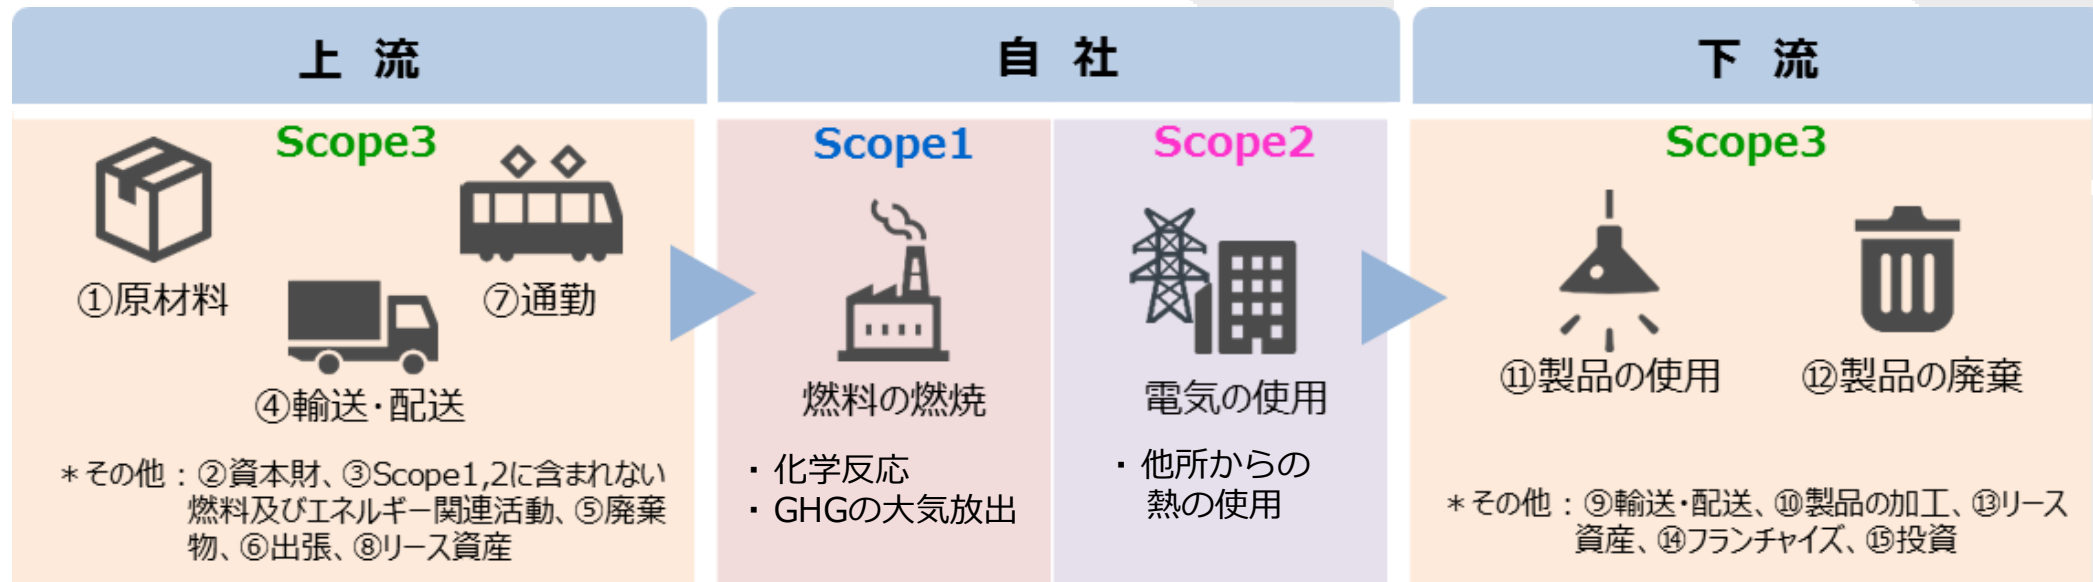 上 流
Scope3
①原材料
⑦通勤
④輸送・配送
＊その他：②資本財、③Scope1,2に含まれない
燃料及びエネルギー関連活動、⑤廃棄
物、⑥出張、⑧リース資産
自 社
Scope1
燃料の燃焼
・化学反応
・GHGの大気放出
Scope2
電気の使用
・他所からの
熱の使用
下 流
Scope3
⑪製品の使用
⑫製品の廃棄
＊その他：⑨輸送・配送、⑩製品の加工、⑬リース
資産、⑭フランチャイズ、⑮投資